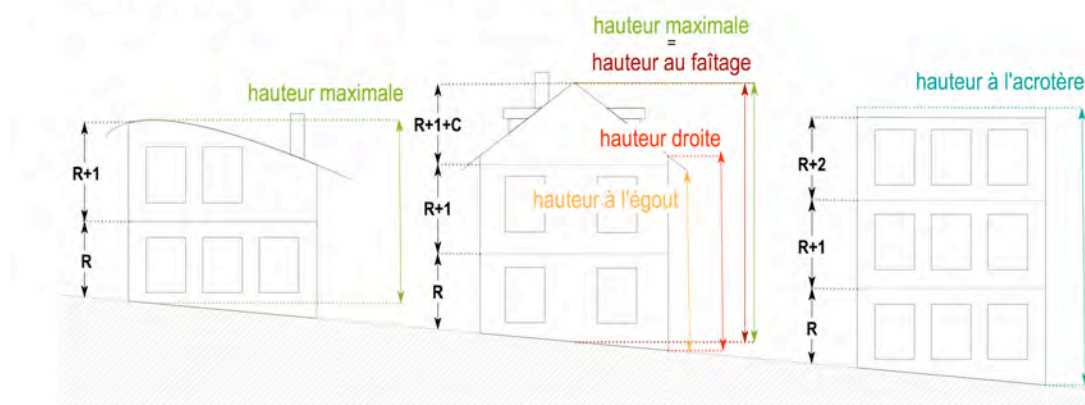 hauteur maximale
R+1
R
hauteur maximale
=
hauteur au faîtage
R+1+C
hauteur droite
R+1
hauteur à l'égout
R
hauteur à l'acrotère
R+2
R+1
R